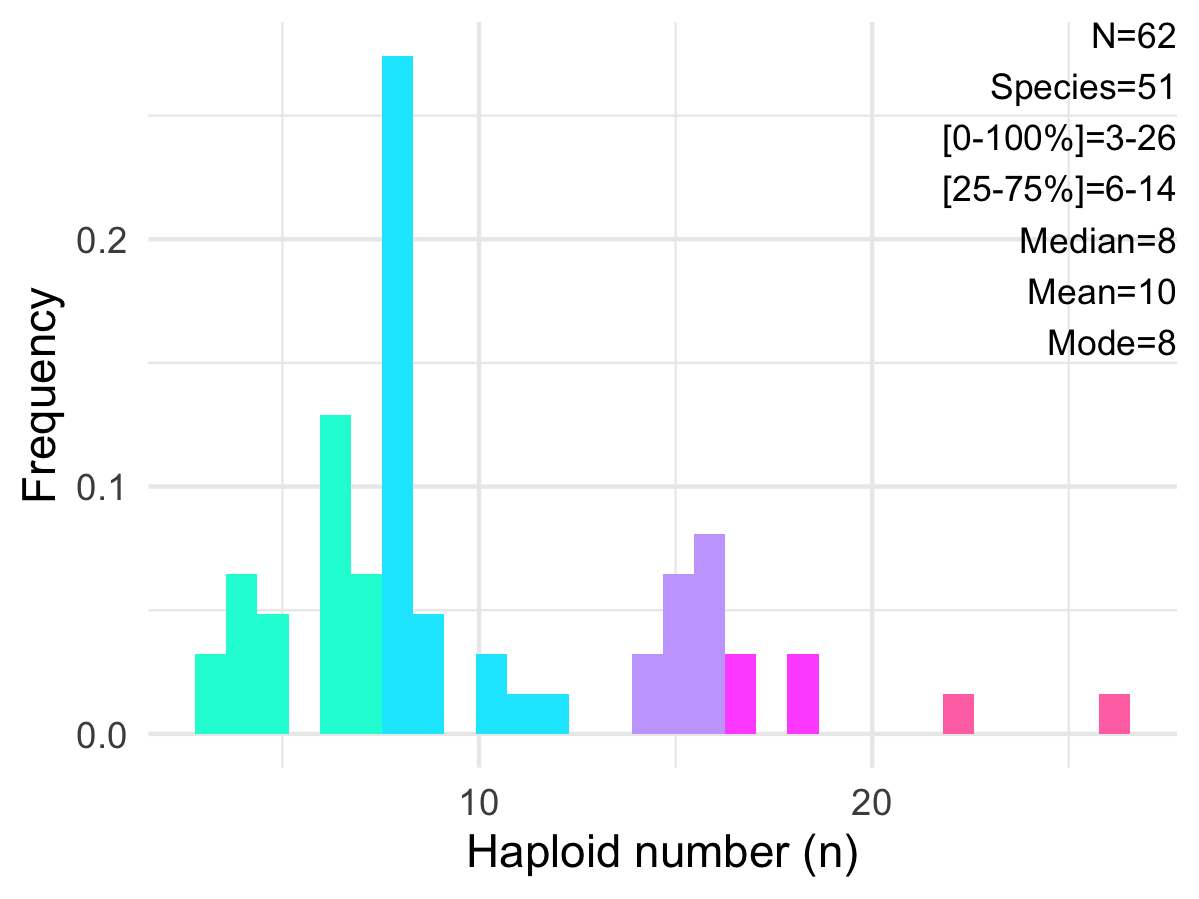 N=62
Species=51
[0-100%]=3-26
[25-75%]=6-14
Median=8
Mean=10
Mode=8
Frequency
0.2
0.1
0.0
10 20
Haploid number (n)